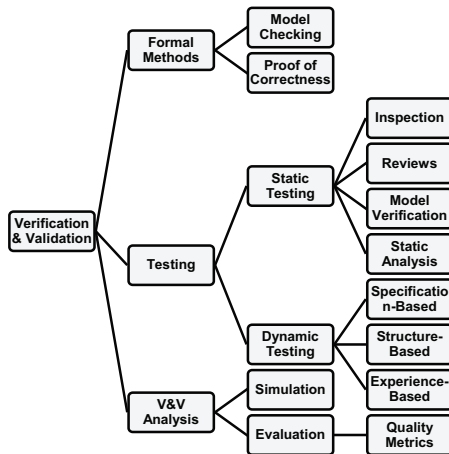 Formal
Methods
Model
Checking
Proof of
Correctness
Verification
& Validation
Testing
Static
Testing
Inspection
Reviews
Model
Verification
Static
Analysis
Dynamic
Testing
Specificatio
n-Based
Structure-
Based
Experience-
Based
V&V
Analysis
Simulation
Evaluation
Quality
Metrics